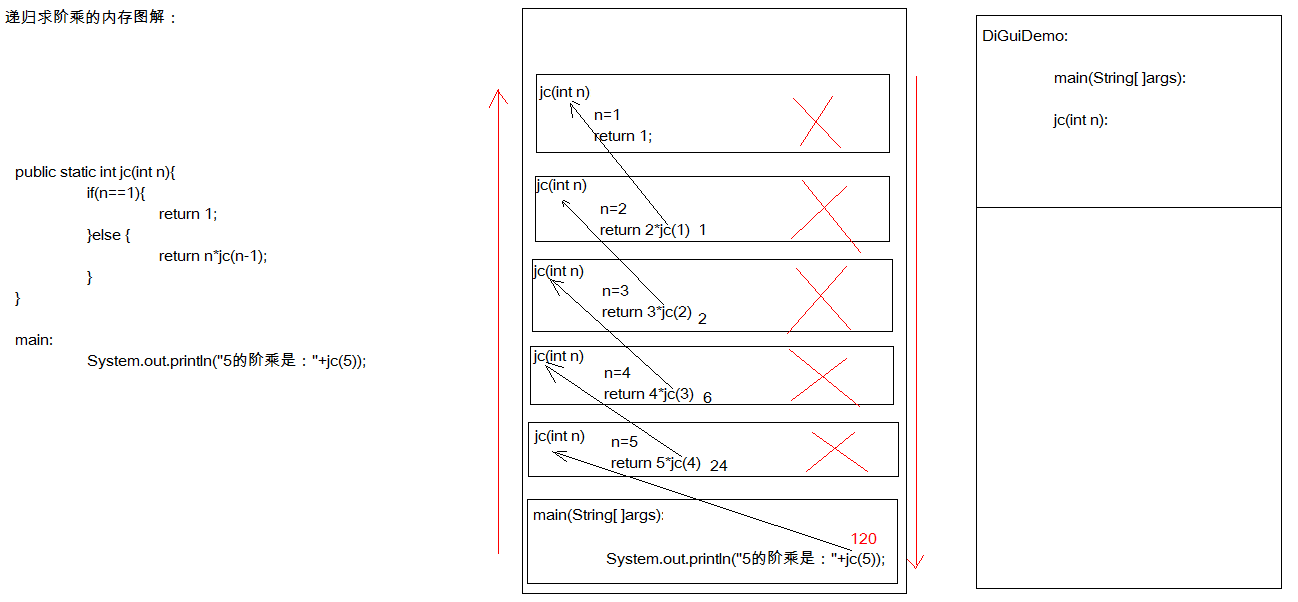 递归求阶乘的内存图解：
public static int jc(int n){
if(n==1){
return 1;
}else {
return n*jc(n-1);
}
}
main:
System.out.println("5的阶乘是："+jc(5));
jc(int n)
n=1
return 1;
jc(int n)
n=2
return 2*jc(1) 1
jc(int n)
n=3
return 3*jc(2) 2
jc(int n)
n=4
return 4*jc(3) 6
jc(int n)
n=5
return 5*jc(4) 24
main(String[ ]args):
120
System.out.println("5的阶乘是："+jc(5));
DiGuiDemo:
main(String[ ]args):
jc(int n):